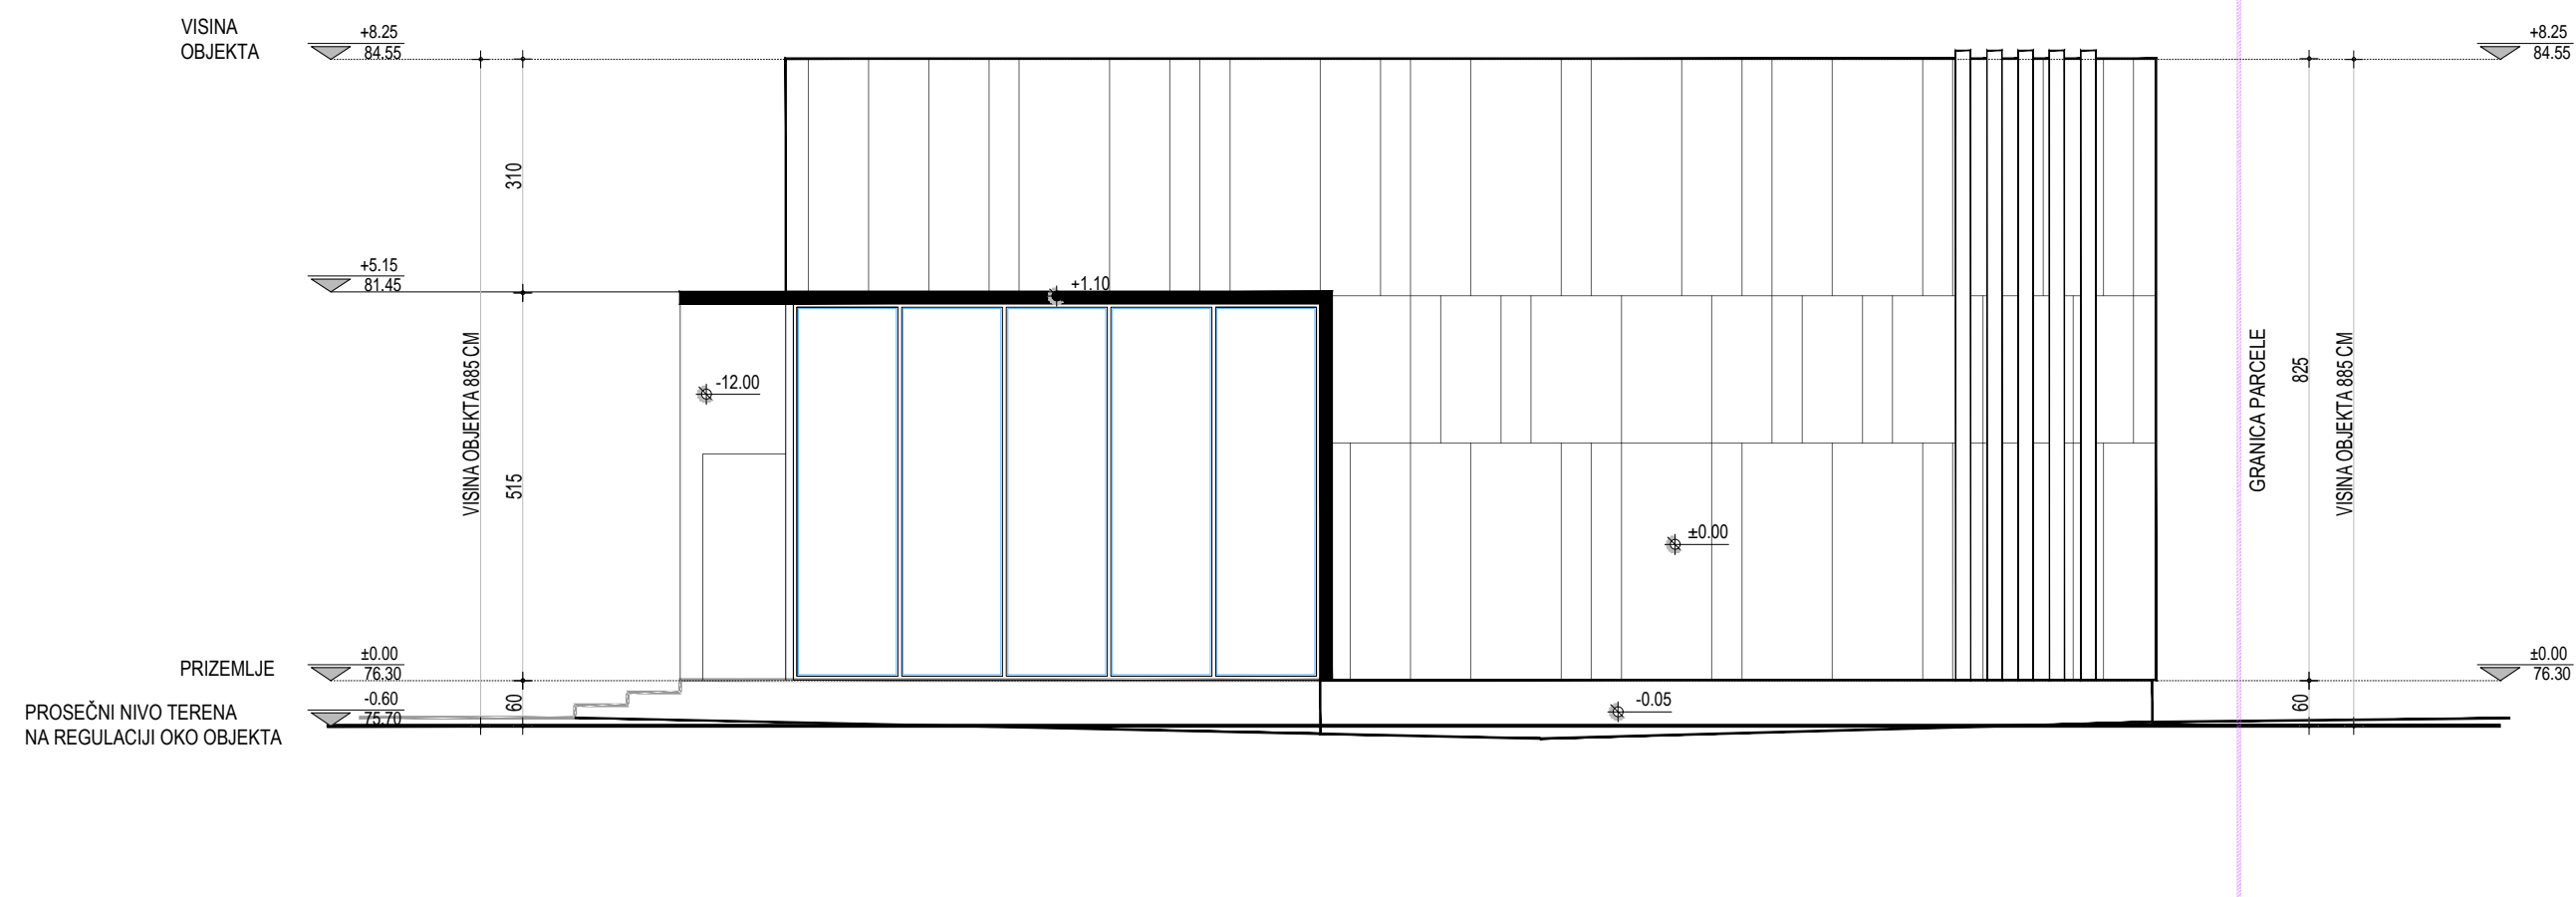 VISINA
OBJEKTA
+8.25
84.55
+8.25
84.55
310
+5.15
81.45
+1.10
VISINA OBJEKTA 885 CM
515
-12.00
±0.00
-0.05
GRANICA PARCELE
825
VISINA OBJEKTA 885 CM
PRIZEMLJE
±0.00
76.30
±0.00
76.30
PROSEČNI NIVO TERENA
NA REGULACIJI OKO OBJEKTA
-0.60
75.70
60
60